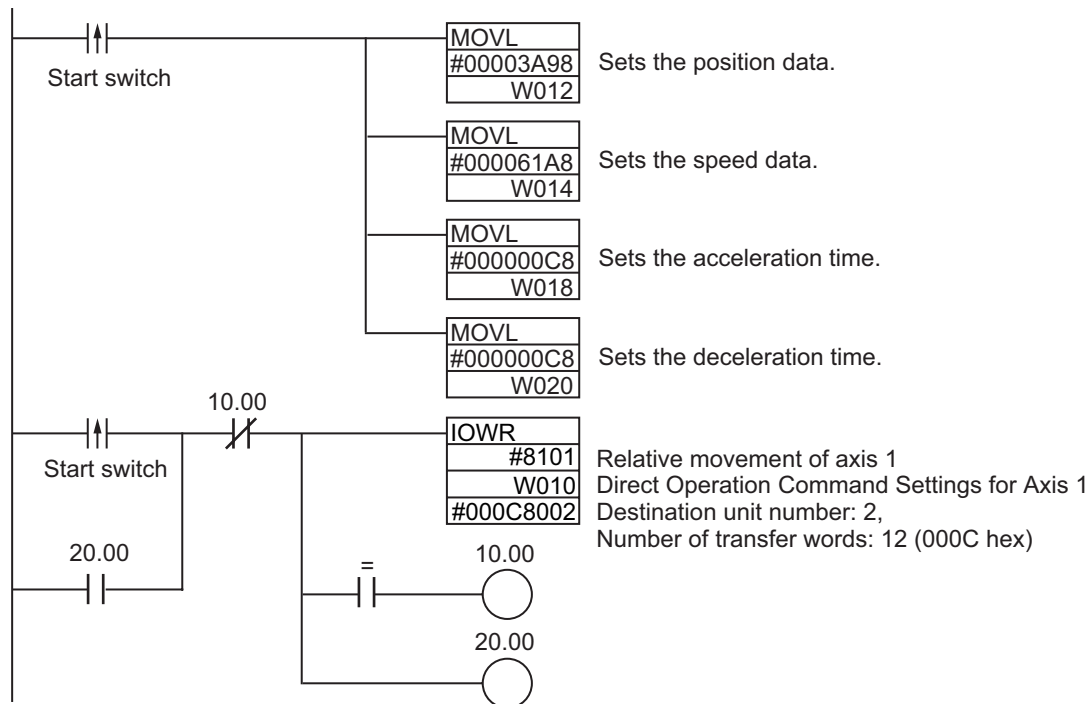 MOVL
#00003A98
W012
Sets the position data.
Start switch
MOVL
#000061A8
W014
Sets the speed data.
MOVL
#000000C8
W018
Sets the acceleration time.
MOVL
#000000C8
W020
Sets the deceleration time.
10.00
Start switch
IOWR
#8101
W010
#000C8002
Relative movement of axis 1
Direct Operation Command Settings for Axis 1
Destination unit number: 2,
Number of transfer words: 12 (000C hex)
20.00
=
10.00
20.00